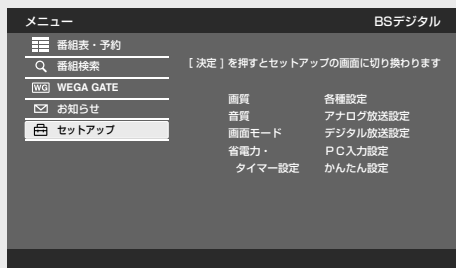 メニュー
BSデジタル
番組表・予約
番組検索
WG WEGA GATE
お知らせ
セットアップ
[ 決定 ] を押すとセットアップの画面に切り換わります
画質 各種設定
音質 アナログ放送設定
画面モード デジタル放送設定
省電力・ PC入力設定
タイマー設定 かんたん設定